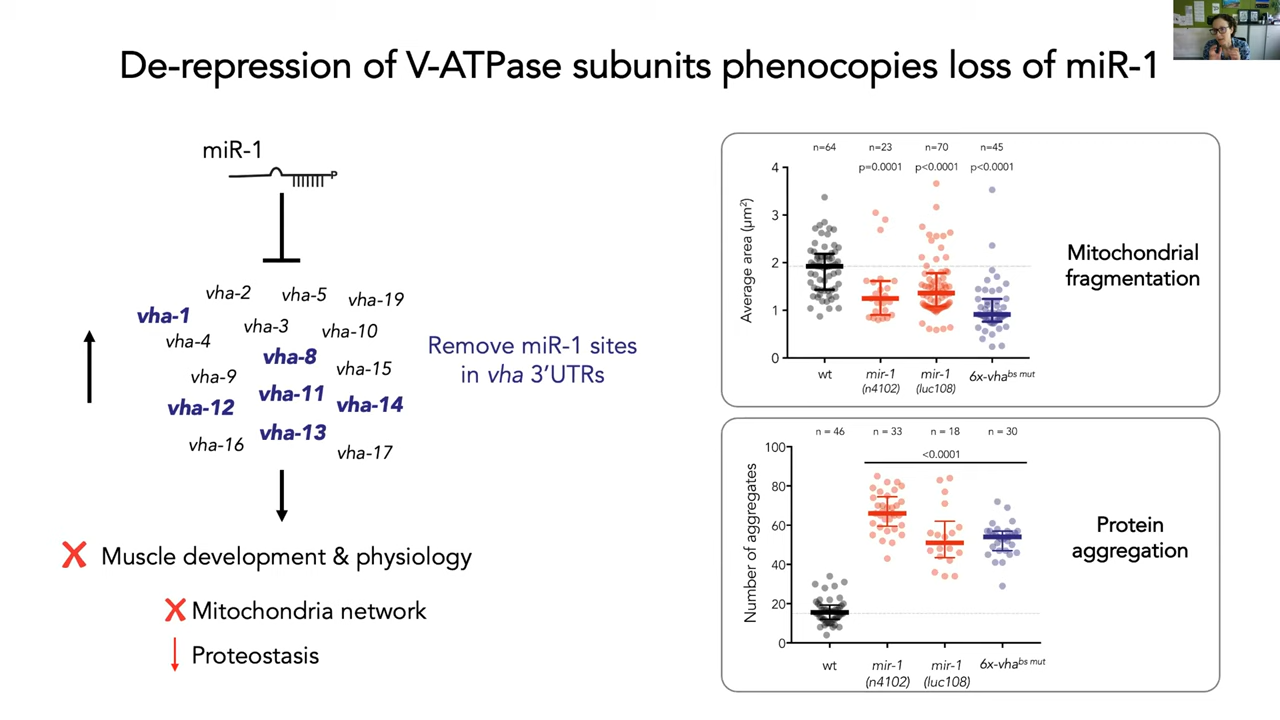 De-repression of V-ATPase subunits phenocopies loss of miR-1
miR-1
P
vha-2 vha-5 vha-19
vha-1 vha-3 vha-10
vha-4 vha-8 vha-15
vha-9 vha-11 vha-14
vha-12 vha-13
vha-16 vha-17
Remove miR-1 sites
in vha 3'UTRs
Muscle development & physiology
Mitochondria network
Proteostasis
n=64 n=23 n=70 n=45
p=0.0001 p<0.0001 p<0.0001
Average area (µm²)
4
3
2
1
0
wt mir-1 mir-1 6x-vha^bs mut
(n4102) (luc108)
Mitochondrial
fragmentation
n = 46 n = 33 n = 18 n = 30
<0.0001
Number of aggregates
100
80
60
40
20
0
wt mir-1 mir-1 6x-vha^bs mut
(n4102) (luc108)
Protein
aggregation